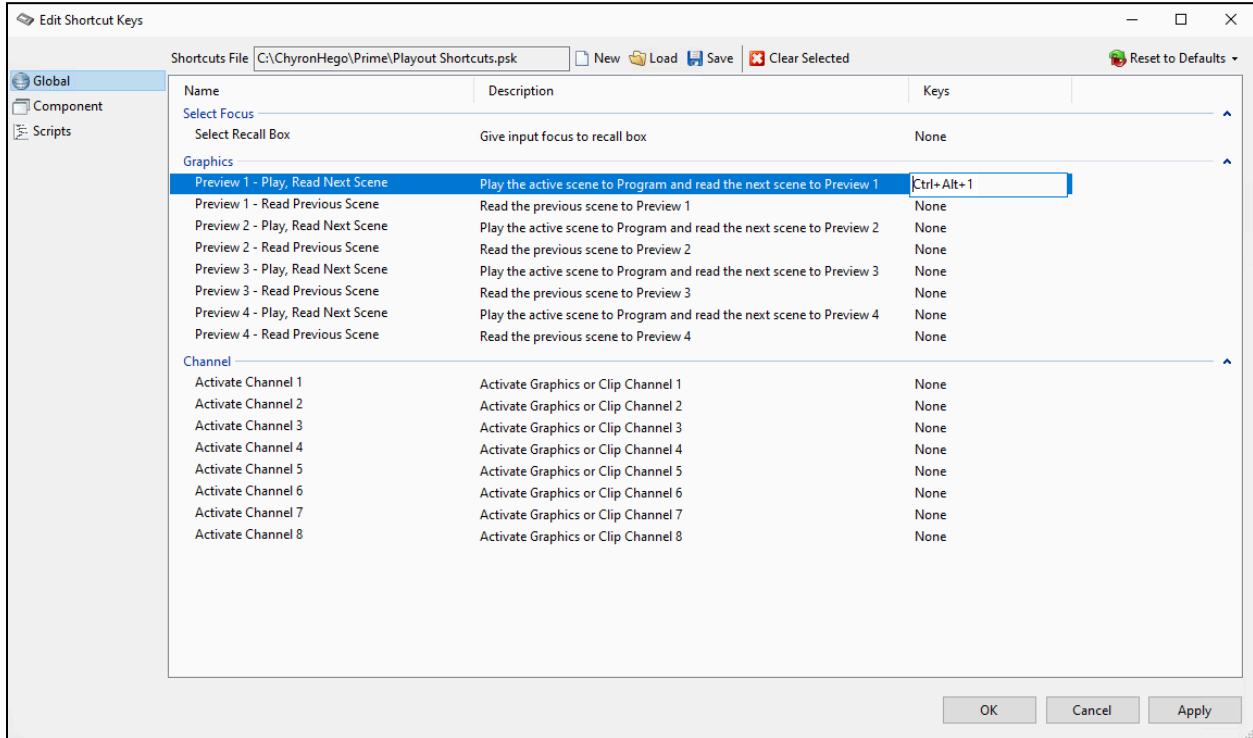 Edit Shortcut Keys
Shortcuts File C:\ChyronHego\Prime\Playout Shortcuts.psk New Load Save Clear Selected Reset to Defaults
Global
Component
Scripts
Name Description Keys
Select Focus
Select Recall Box Give input focus to recall box None
Graphics
Preview 1 - Play, Read Next Scene Play the active scene to Program and read the next scene to Preview 1 Ctrl+Alt+1
Preview 1 - Read Previous Scene Read the previous scene to Preview 1 None
Preview 2 - Play, Read Next Scene Play the active scene to Program and read the next scene to Preview 2 None
Preview 2 - Read Previous Scene Read the previous scene to Preview 2 None
Preview 3 - Play, Read Next Scene Play the active scene to Program and read the next scene to Preview 3 None
Preview 3 - Read Previous Scene Read the previous scene to Preview 3 None
Preview 4 - Play, Read Next Scene Play the active scene to Program and read the next scene to Preview 4 None
Preview 4 - Read Previous Scene Read the previous scene to Preview 4 None
Channel
Activate Channel 1 Activate Graphics or Clip Channel 1 None
Activate Channel 2 Activate Graphics or Clip Channel 2 None
Activate Channel 3 Activate Graphics or Clip Channel 3 None
Activate Channel 4 Activate Graphics or Clip Channel 4 None
Activate Channel 5 Activate Graphics or Clip Channel 5 None
Activate Channel 6 Activate Graphics or Clip Channel 6 None
Activate Channel 7 Activate Graphics or Clip Channel 7 None
Activate Channel 8 Activate Graphics or Clip Channel 8 None
OK Cancel Apply